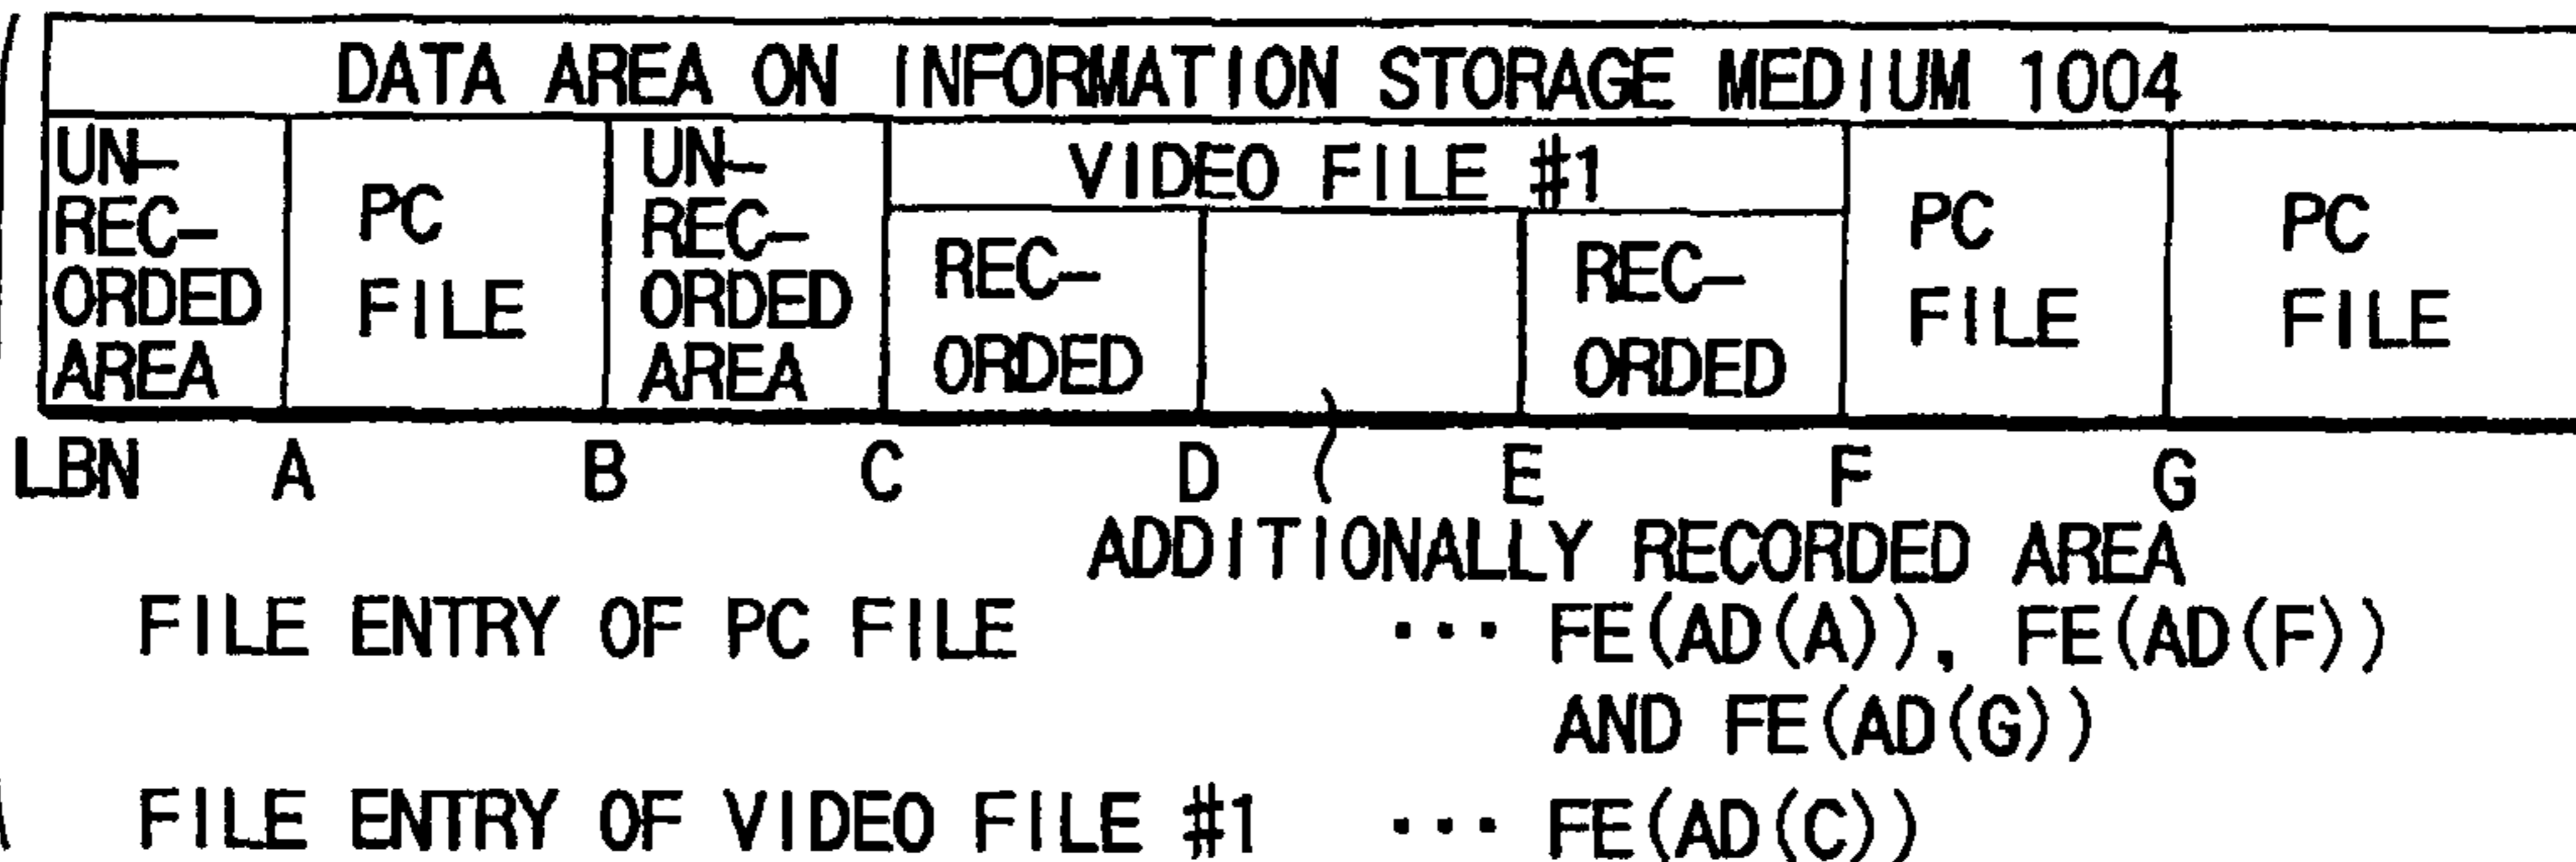 DATA AREA ON INFORMATION STORAGE MEDIUM 1004
UN-
REC-
ORDED
AREA
PC
FILE
UN-
REC-
ORDED
AREA
VIDEO FILE #1
REC-
ORDED
REC-
ORDED
PC
FILE
PC
FILE
LBN A B C D E F G
ADDITIONALLY RECORDED AREA
FILE ENTRY OF PC FILE ... FE(AD(A)), FE(AD(F))
AND FE(AD(G))
FILE ENTRY OF VIDEO FILE #1 ... FE(AD(C))